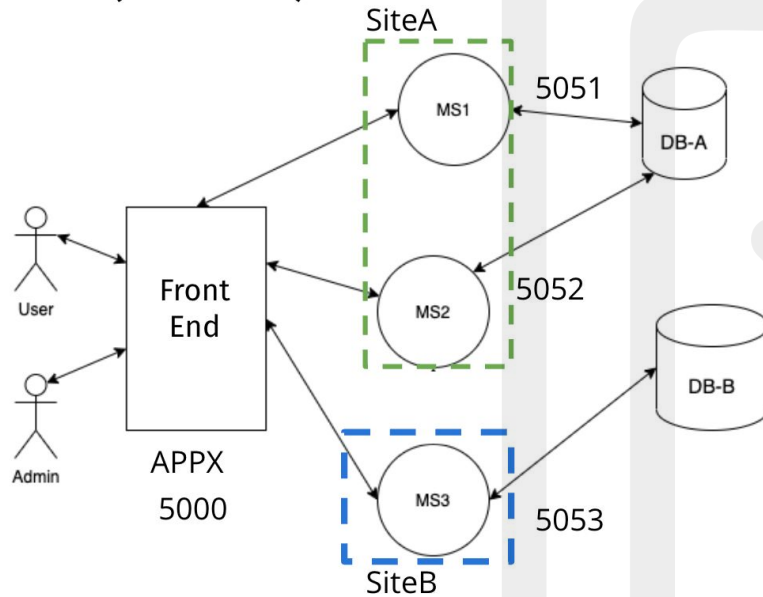 SiteA
MS1
5051
DB-A
User
Front
End
MS2
5052
DB-B
Admin
APPX
5000
MS3
5053
SiteB